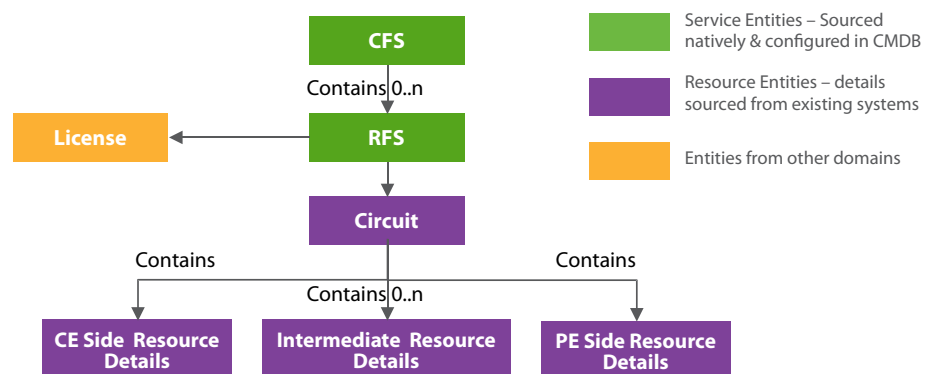 CFS
Service Entities – Sourced
natively & configured in CMDB
Contains 0..n
Resource Entities – details
sourced from existing systems
License
RFS
Entities from other domains
Circuit
Contains
Contains
Contains 0..n
CE Side Resource
Details
Intermediate Resource
Details
PE Side Resource
Details